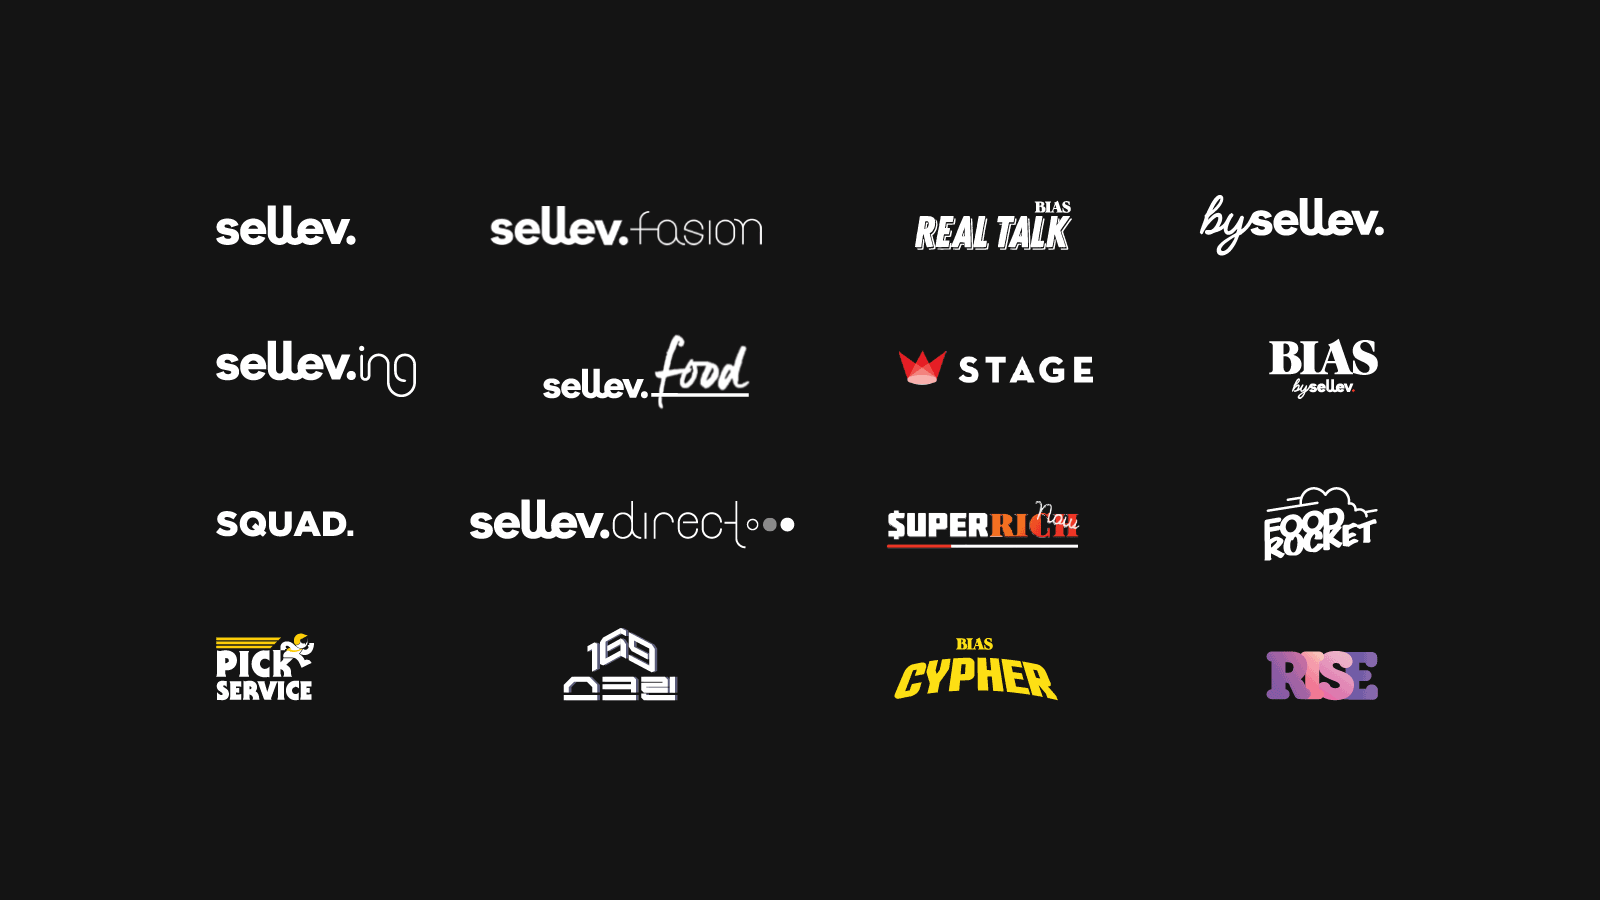 sellev.
sellev.fasion
BIAS
REAL TALK
bysellev.
sellev.ing
sellev.food
STAGE
BIAS
bysellev.
SQUAD.
sellev.direct
$UPERRICH Now
FOOD
ROCKET
PICK
SERVICE
169
스크린
BIAS
CYPHER
RISE